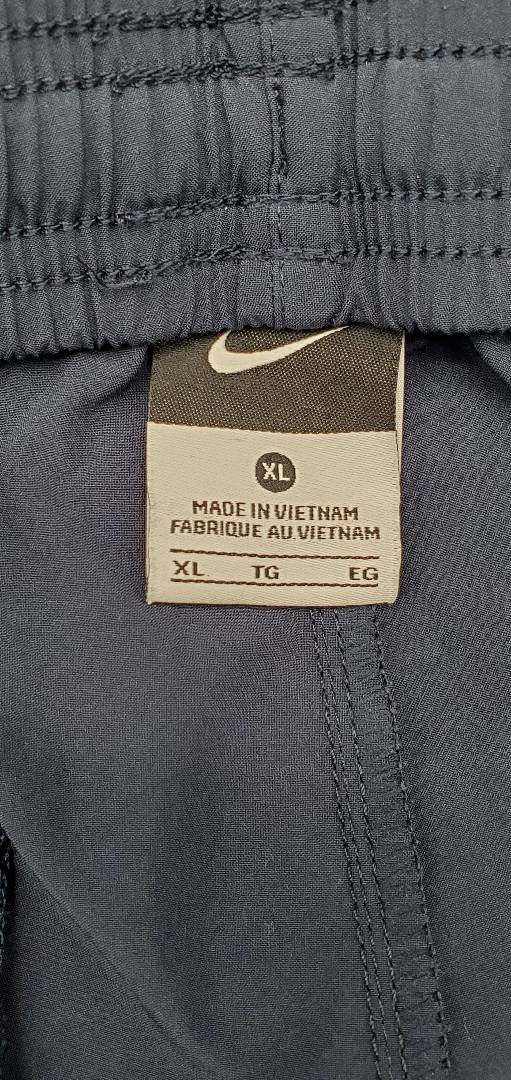 XL
MADE IN VIETNAM
FABRIQUE AU VIETNAM
XL TG EG